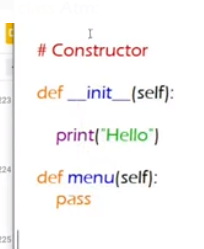 # Constructor
def __init__(self):
print("Hello")
def menu(self):
pass